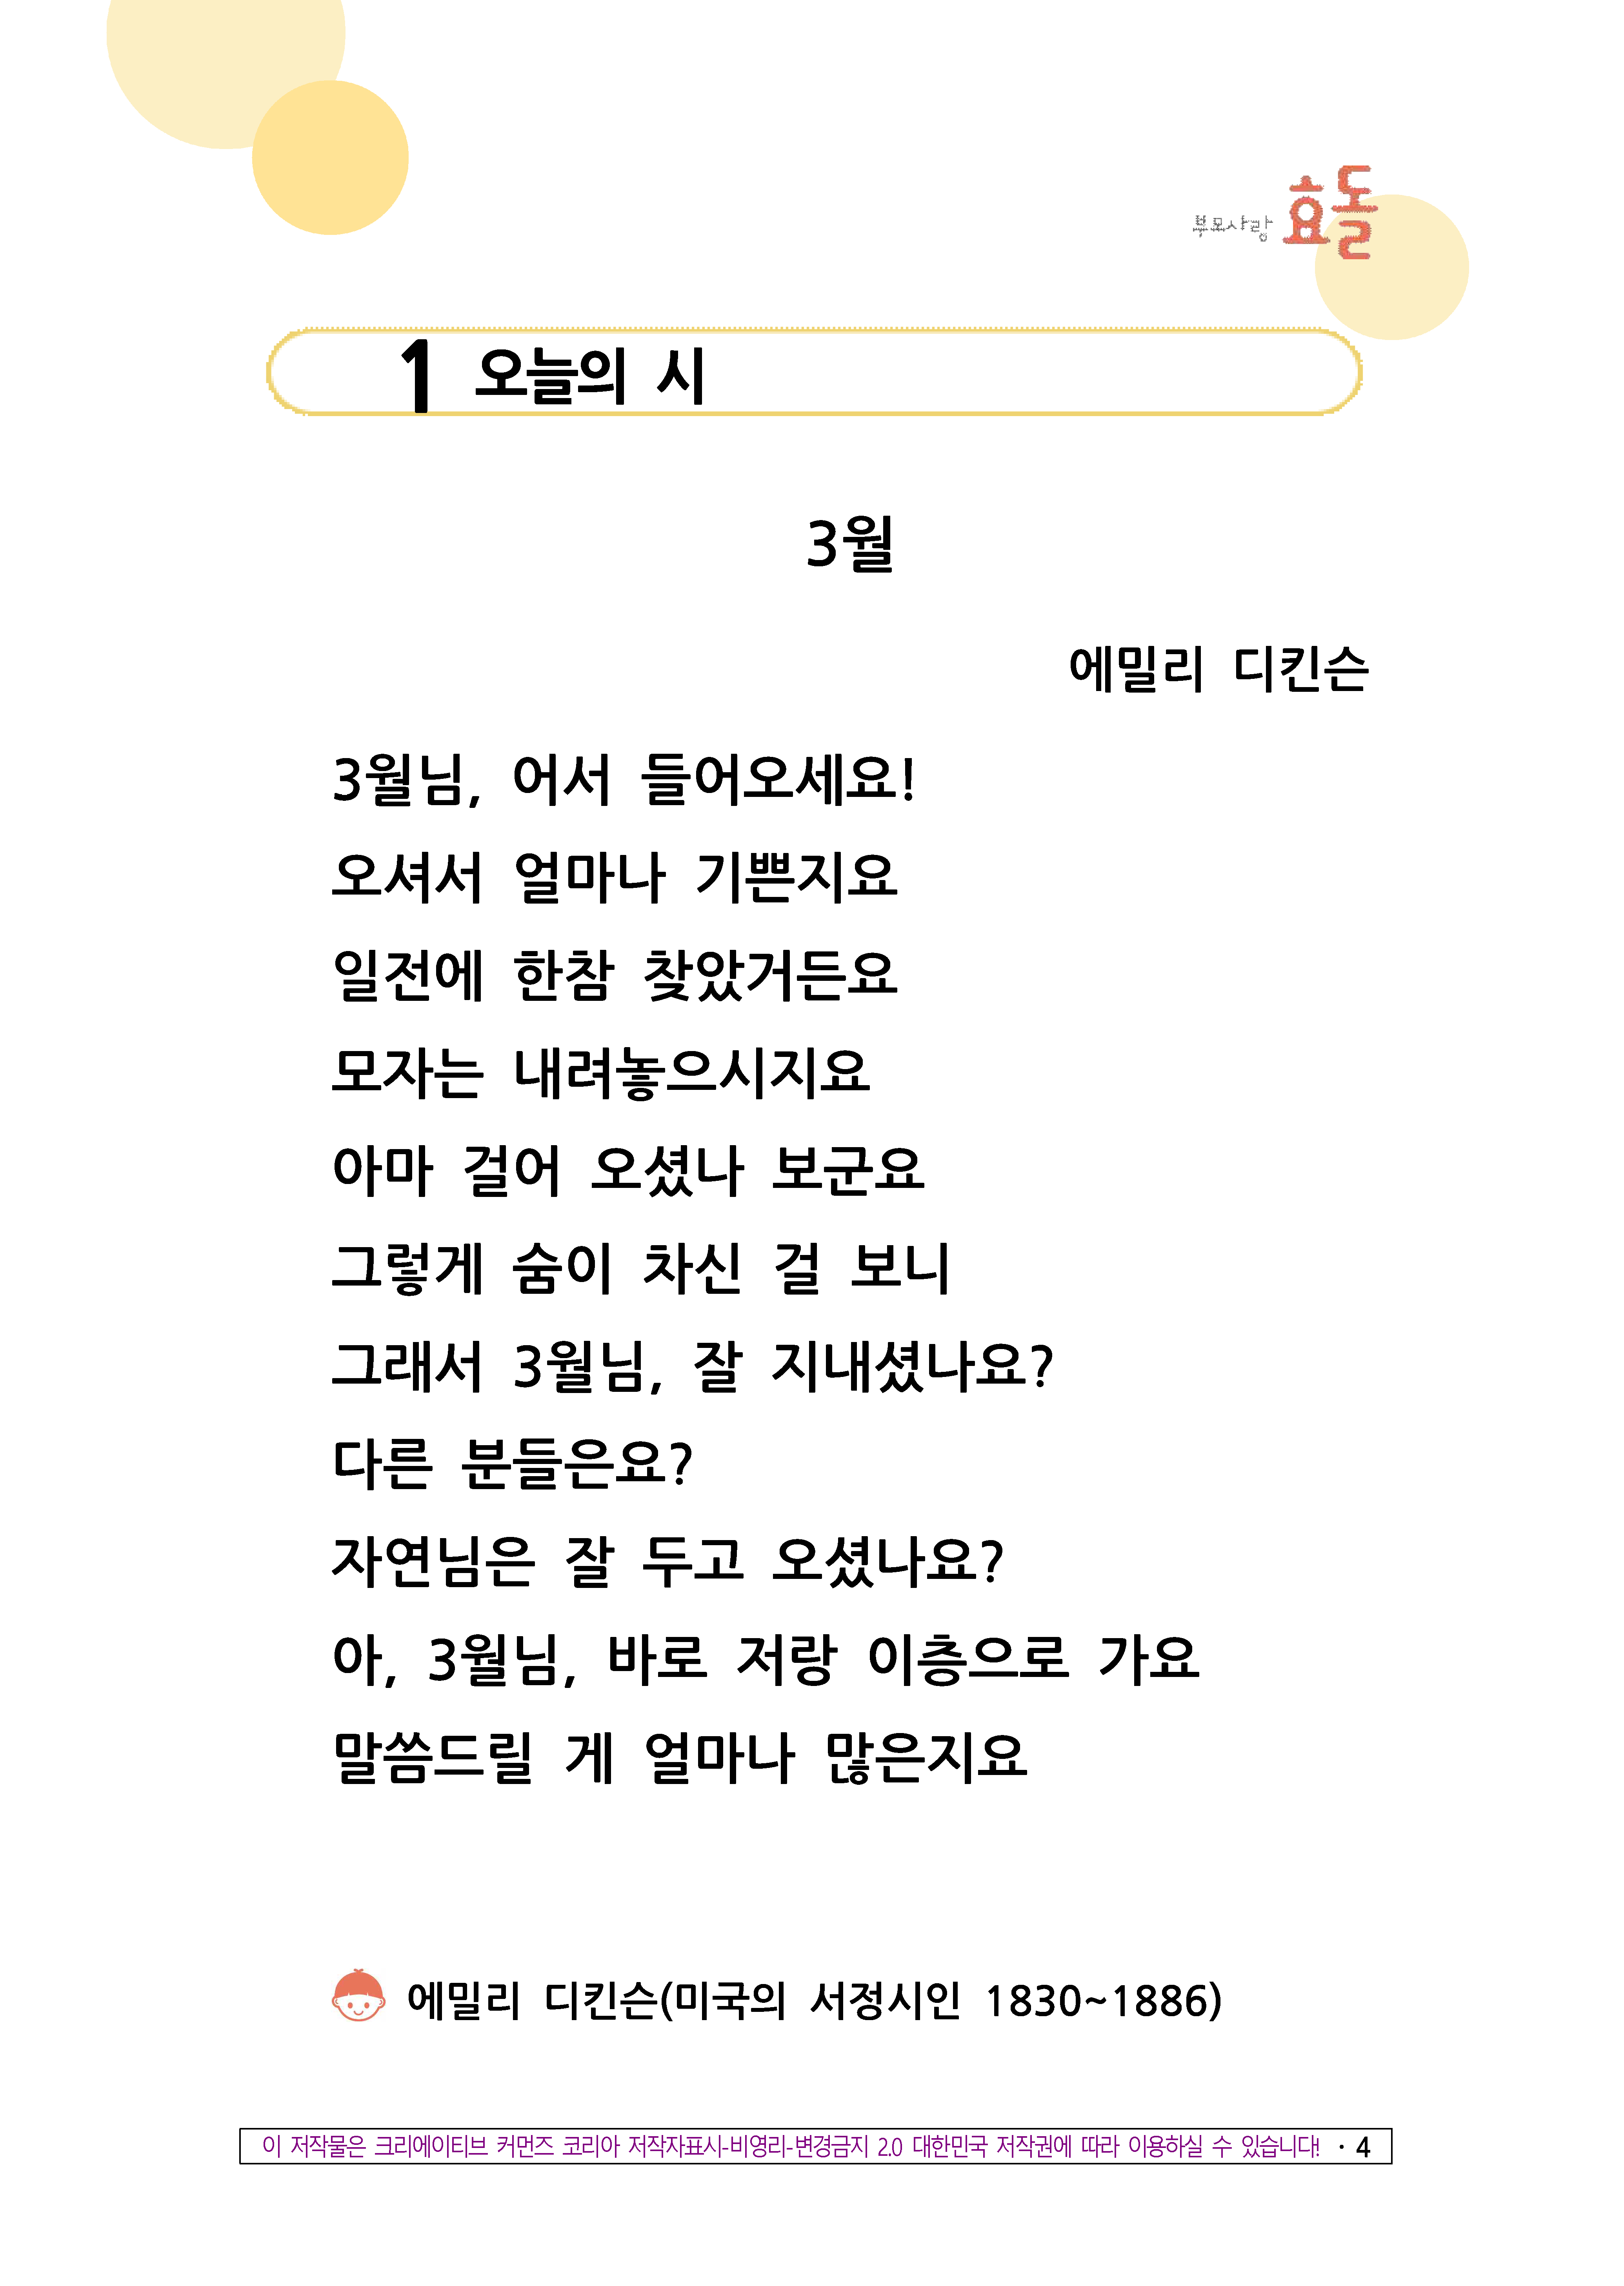 부모사랑 효돌
1 오늘의 시
3월
에밀리 디킨슨
3월님, 어서 들어오세요!
오셔서 얼마나 기쁜지요
일전에 한참 찾았거든요
모자는 내려놓으시지요
아마 걸어 오셨나 보군요
그렇게 숨이 차신 걸 보니
그래서 3월님, 잘 지내셨나요?
다른 분들은요?
자연님은 잘 두고 오셨나요?
아, 3월님, 바로 저랑 이층으로 가요
말씀드릴 게 얼마나 많은지요
에밀리 디킨슨(미국의 서정시인 1830~1886)
이 저작물은 크리에이티브 커먼즈 코리아 저작자표시-비영리-변경금지 2.0 대한민국 저작권에 따라 이용하실 수 있습니다! · 4